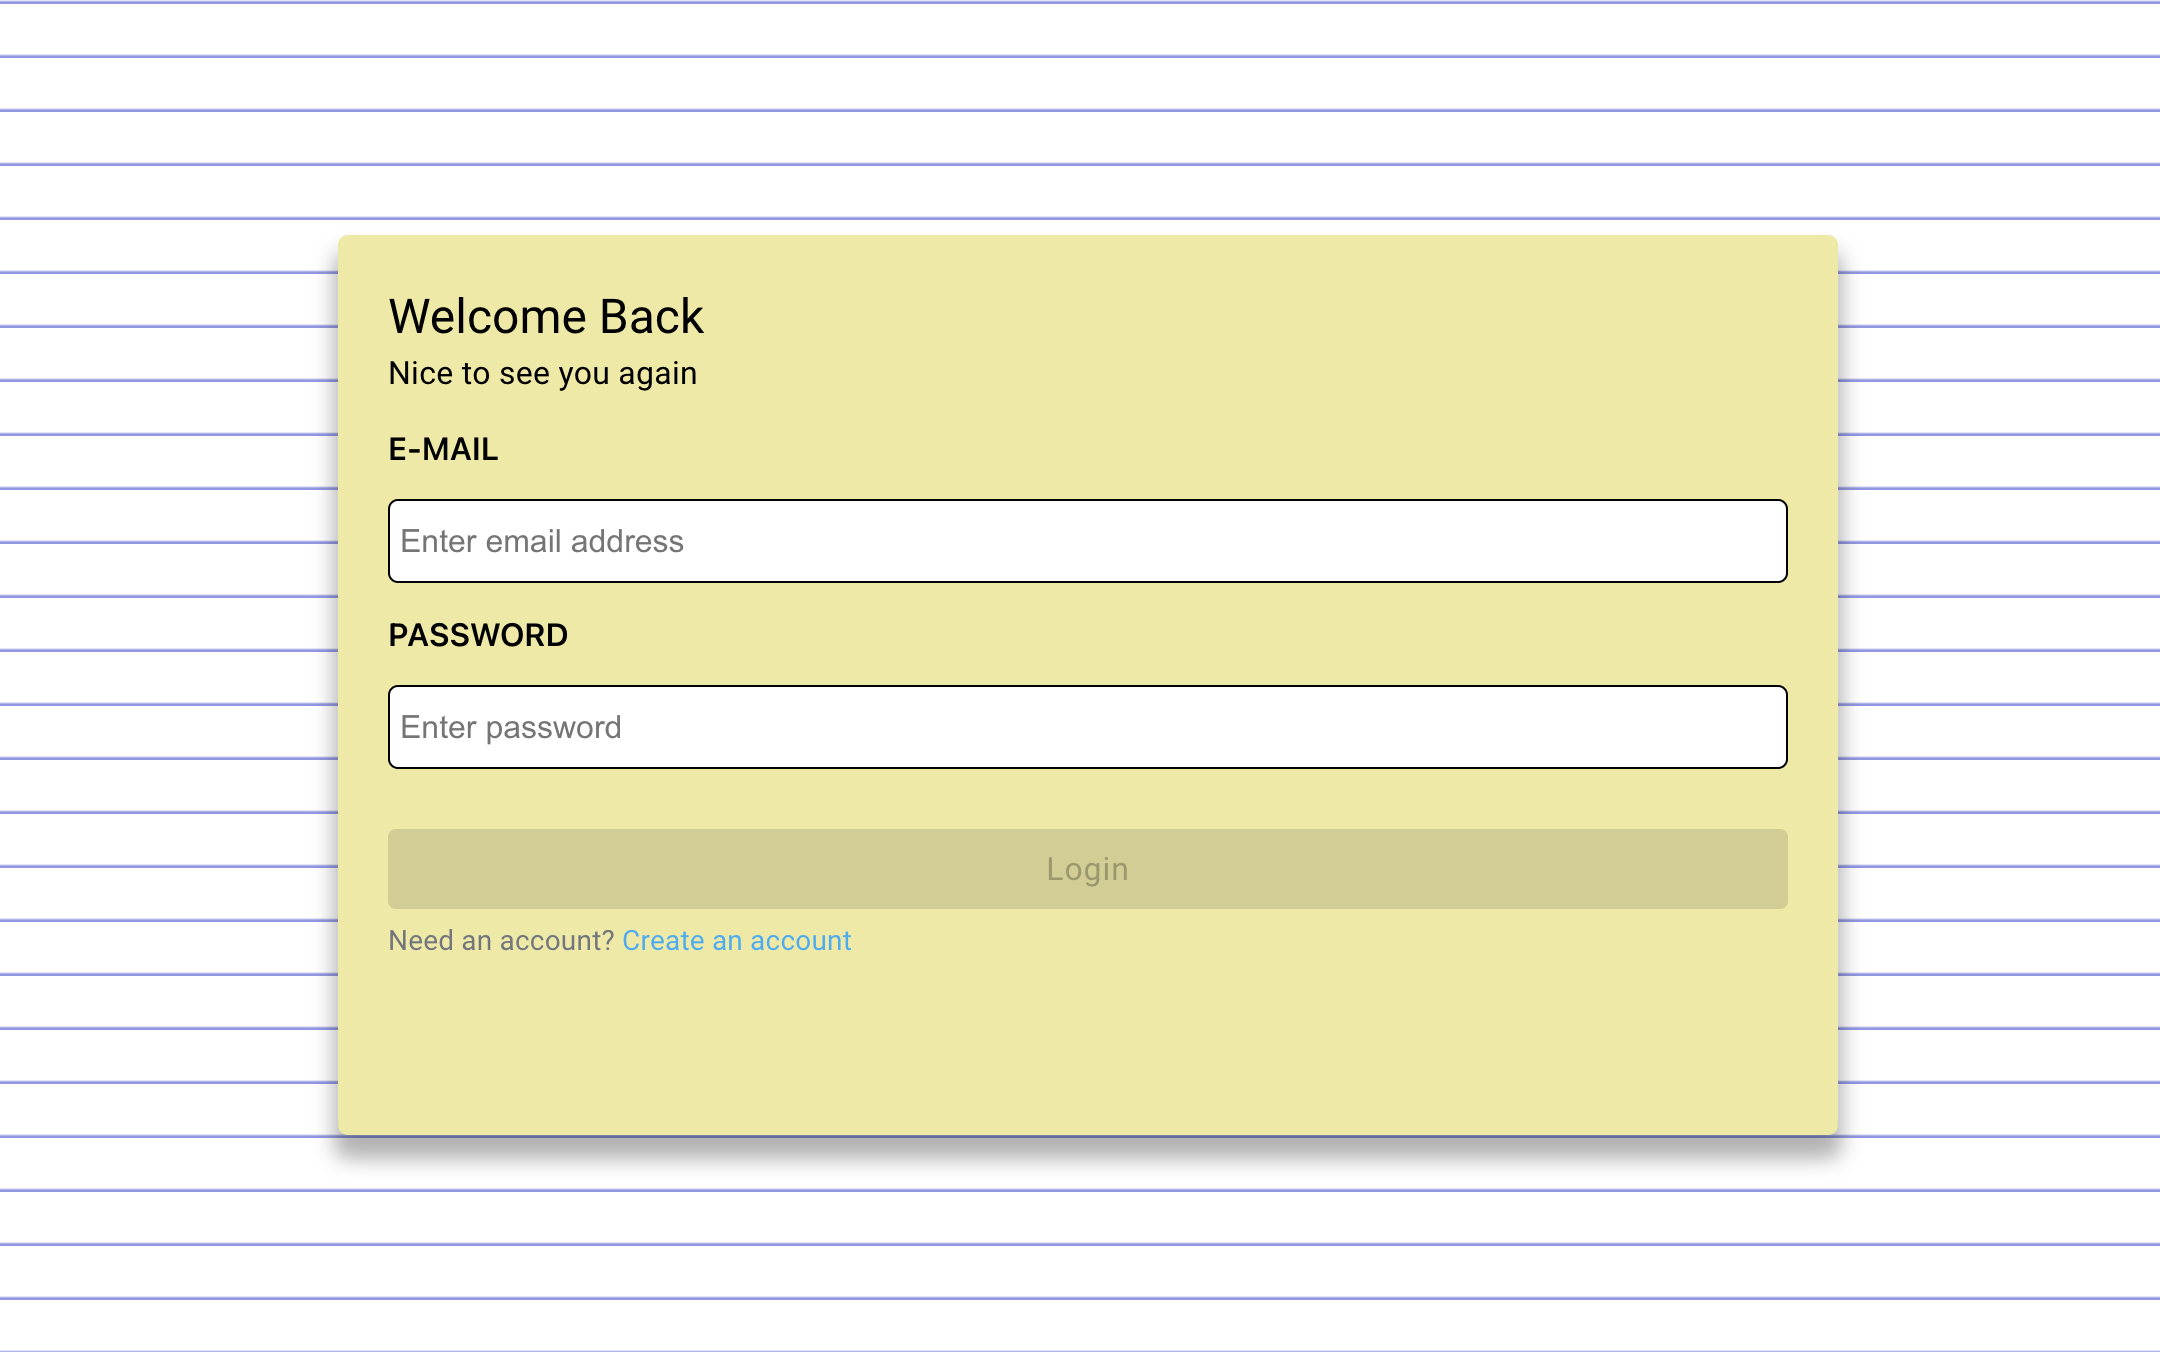 Welcome Back
Nice to see you again
E-MAIL
Enter email address
PASSWORD
Enter password
Login
Need an account? Create an account